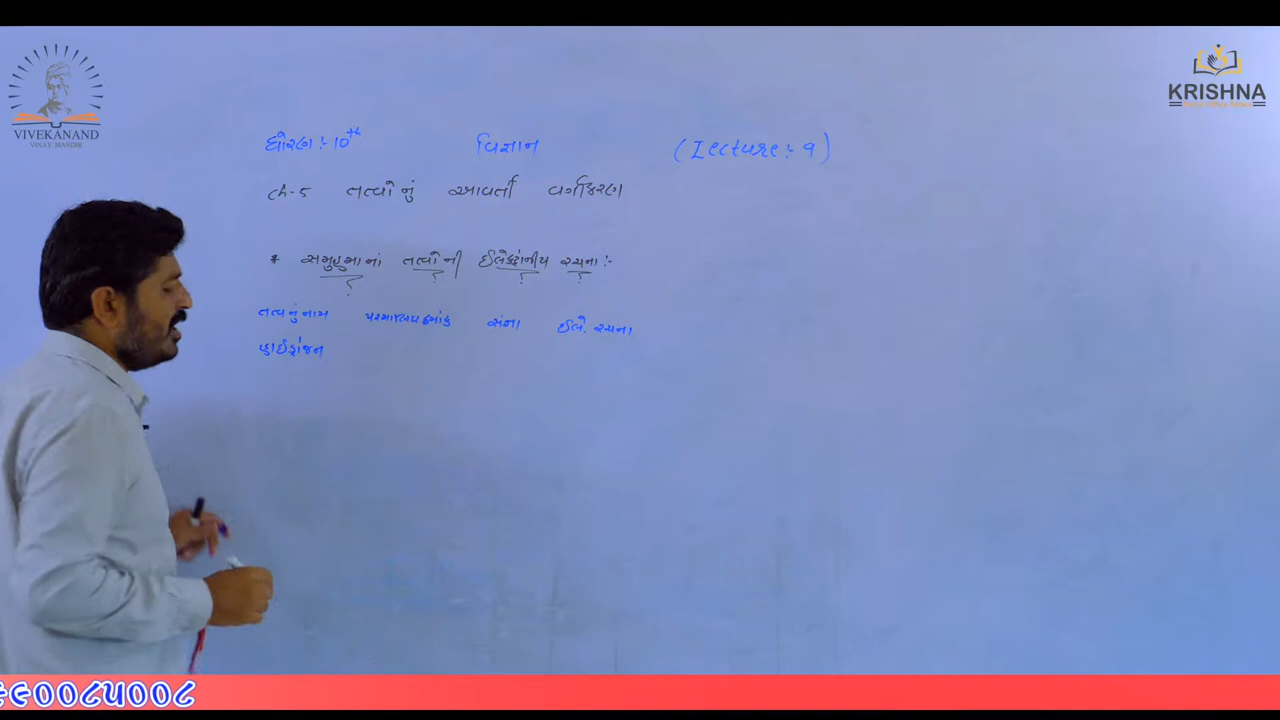 VIVEKANAND
VINAY MANDIR
KRISHNA
ધોરણ :- 10th વિજ્ઞાન (Lecture :- 9)
ch-5 તત્વોનું આવર્તી વર્ગીકરણ
* સમુહમાનાં તત્વોની ઈલેક્ટ્રોનીય રચના :-
તત્વનું નામ પરમાણ્વીય ક્રમાંક સંજ્ઞા ઈલે. રચના
હાઈડ્રોજન
૯૦૦૮૫૦૦૮